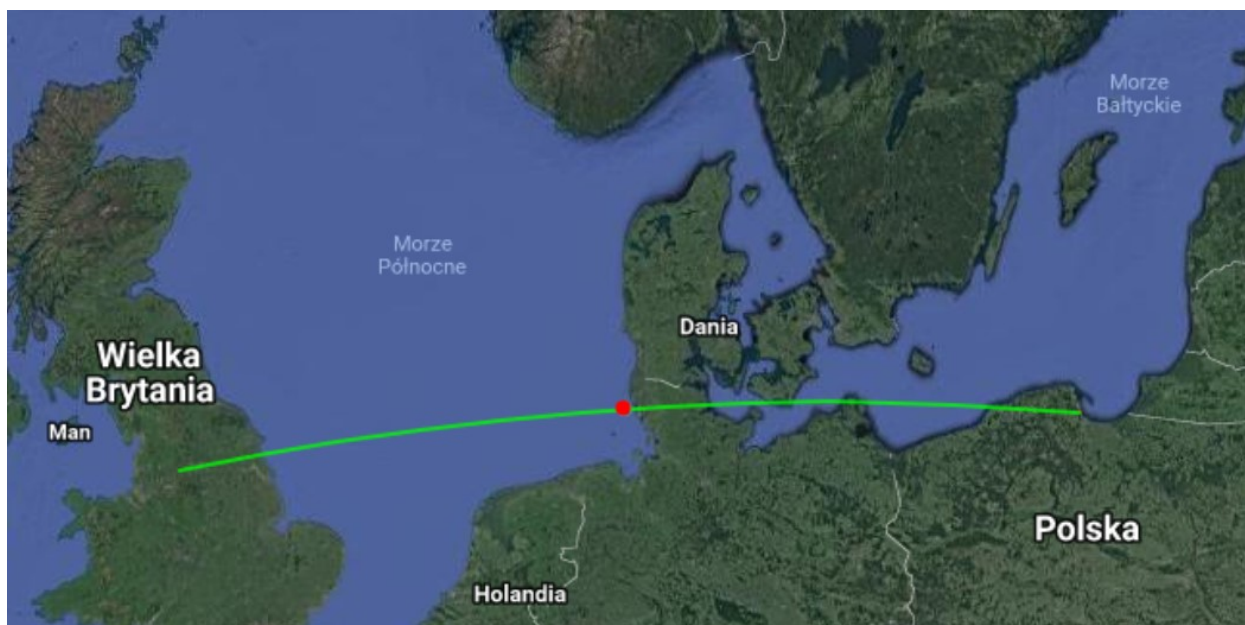 Morze
Bałtyckie
Morze
Północne
Dania
Wielka
Brytania
Man
Polska
Holandia